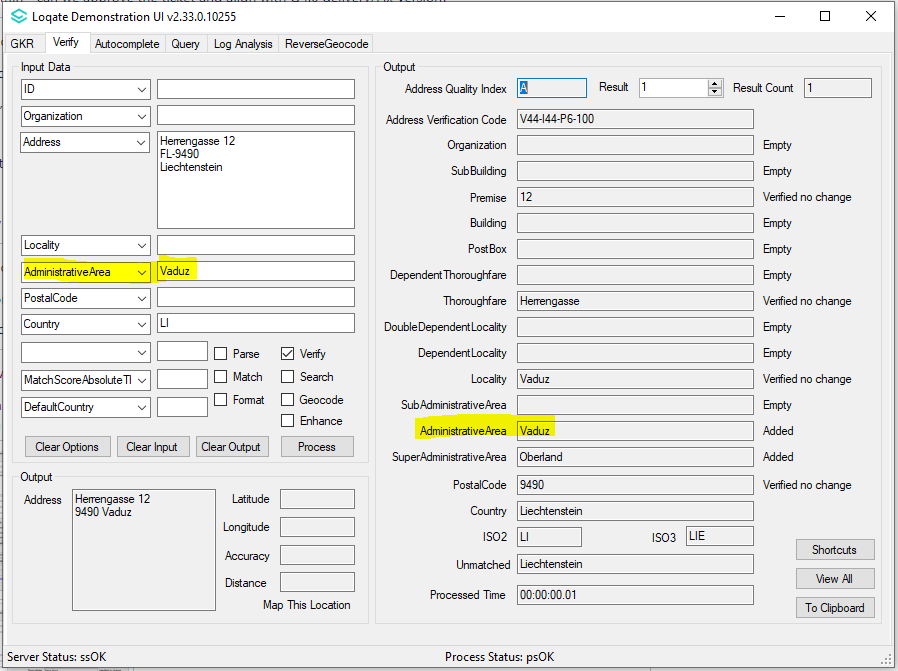 Loqate Demonstration UI v2.33.0.10255
GKR Verify Autocomplete Query Log Analysis ReverseGeocode
Input Data
ID
Organization
Address
Herrengasse 12
FL-9490
Liechtenstein
Locality
AdministrativeArea Vaduz
PostalCode
Country LI
Parse Verify
MatchScoreAbsoluteTl Match Search
DefaultCountry Format Geocode
Enhance
Clear Options Clear Input Clear Output Process
Output
Address
Herrengasse 12
9490 Vaduz
Latitude
Longitude
Accuracy
Distance
Map This Location
Output
Address Quality Index A Result 1 Result Count 1
Address Verification Code V44-I44-P6-100
Organization Empty
SubBuilding Empty
Premise 12 Verified no change
Building Empty
PostBox Empty
DependentThoroughfare Empty
Thoroughfare Herrengasse Verified no change
DoubleDependentLocality Empty
DependentLocality Empty
Locality Vaduz Verified no change
SubAdministrativeArea Empty
AdministrativeArea Vaduz Added
SuperAdministrativeArea Oberland Added
PostalCode 9490 Verified no change
Country Liechtenstein
ISO2 LI ISO3 LIE
Unmatched Liechtenstein
Processed Time 00:00:00.01
Shortcuts
View All
To Clipboard
Server Status: ssOK Process Status: psOK